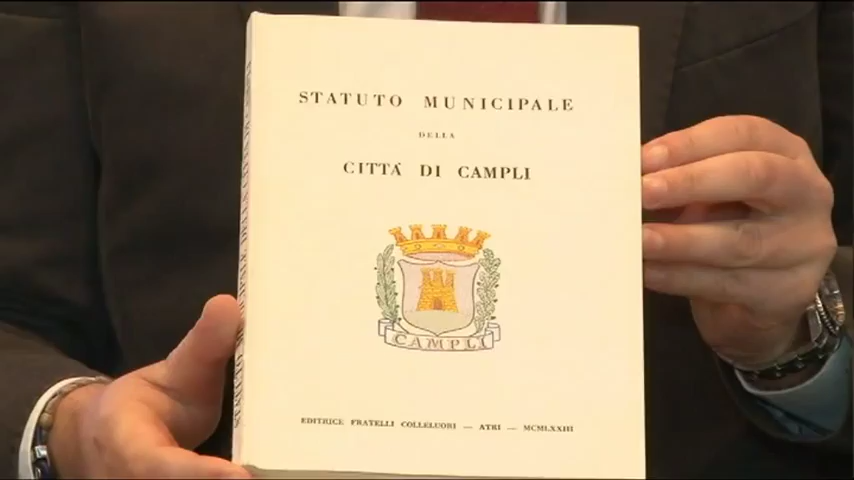 STATUTO MUNICIPALE
DELLA
CITTÀ DI CAMPLI
CAMPLI
EDITRICE FRATELLI COLLELUORI — ATRI — MCMLXXIII